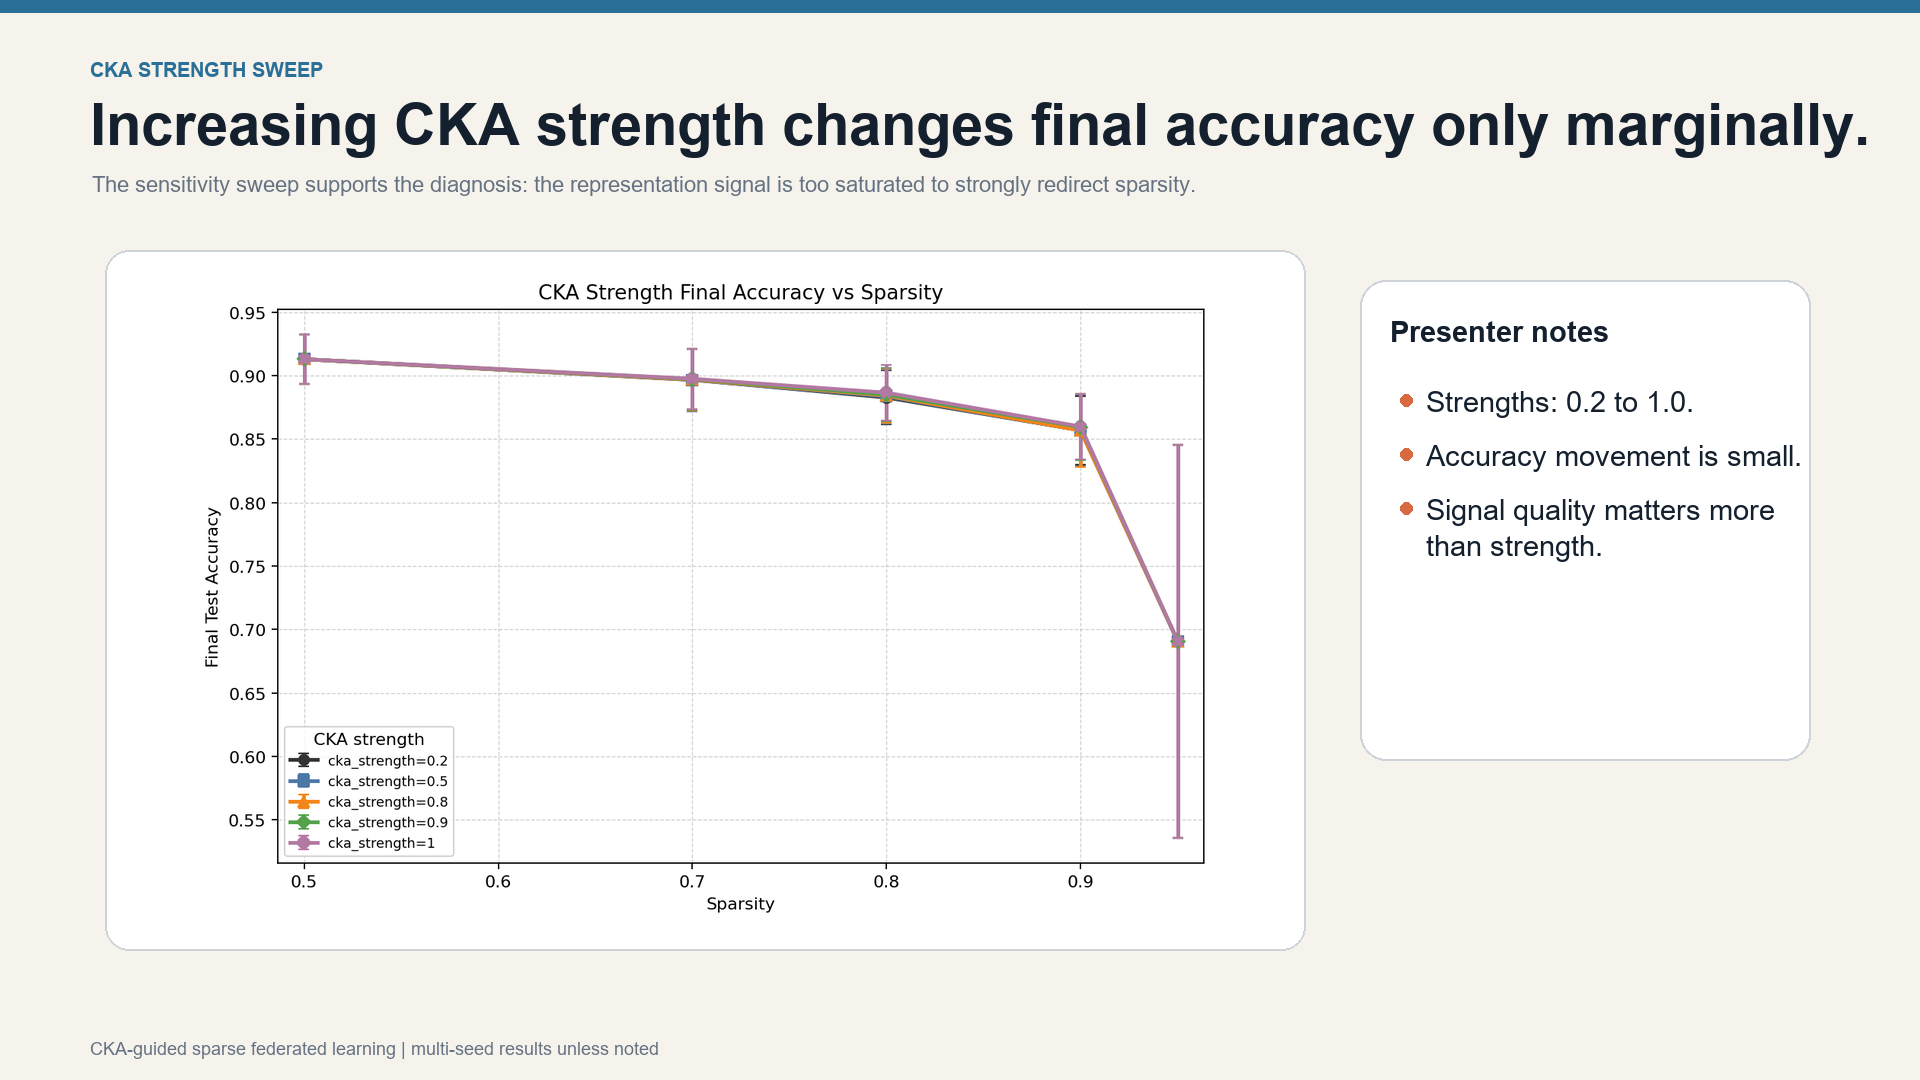 CKA STRENGTH SWEEP
Increasing CKA strength changes final accuracy only marginally.
The sensitivity sweep supports the diagnosis: the representation signal is too saturated to strongly redirect sparsity.
CKA Strength Final Accuracy vs Sparsity
0.95
0.90
0.85
0.80
0.75
0.70
0.65
0.60
0.55
Final Test Accuracy
CKA strength
cka_strength=0.2
cka_strength=0.5
cka_strength=0.8
cka_strength=0.9
cka_strength=1
0.5
0.6
0.7
0.8
0.9
Sparsity
Presenter notes
Strengths: 0.2 to 1.0.
Accuracy movement is small.
Signal quality matters more
than strength.
CKA-guided sparse federated learning | multi-seed results unless noted